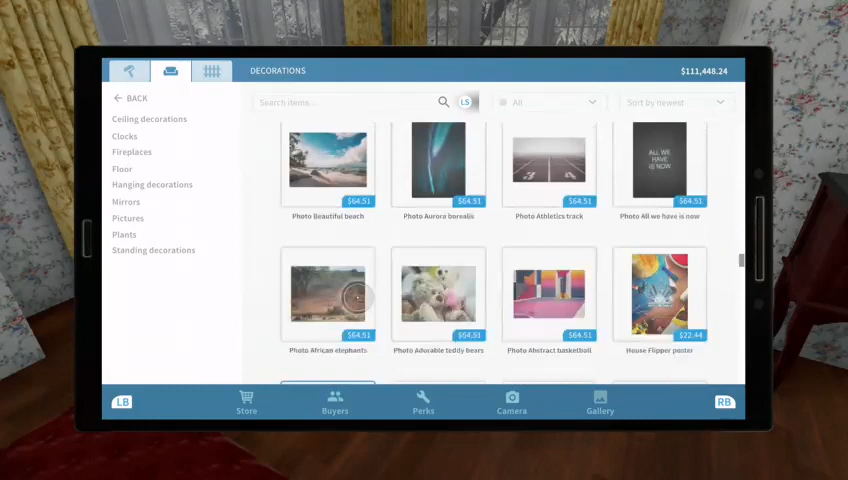 DECORATIONS
$111,448.24
BACK
Search items...
LS
All
Sort by newest
Ceiling decorations
Clocks
Fireplaces
Floor
Hanging decorations
Mirrors
Pictures
Plants
Standing decorations
$64.51
$64.51
$64.51
$64.51
ALL WE
HAVE
IS NOW
3 4
Photo Beautiful beach
Photo Aurora borealis
Photo Athletics track
Photo All we have is now
$64.51
$64.51
$64.51
$22.44
Photo African elephants
Photo Adorable teddy bears
Photo Abstract basketball
House Flipper poster
LB
Store
Buyers
Perks
Camera
Gallery
RB